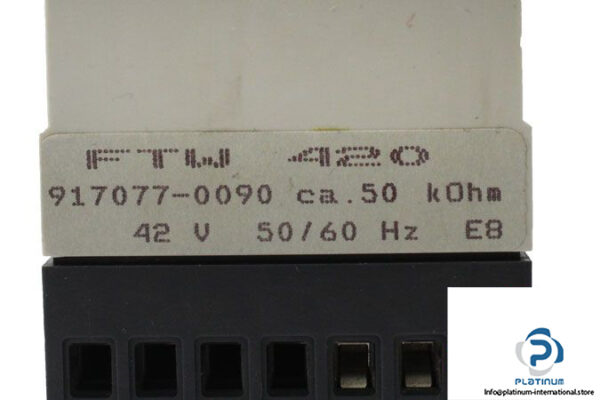 FTW 420
917077-0090 ca.50 kOhm
42 V 50/60 Hz E8
PLATINUM
Info@platinum-international.store